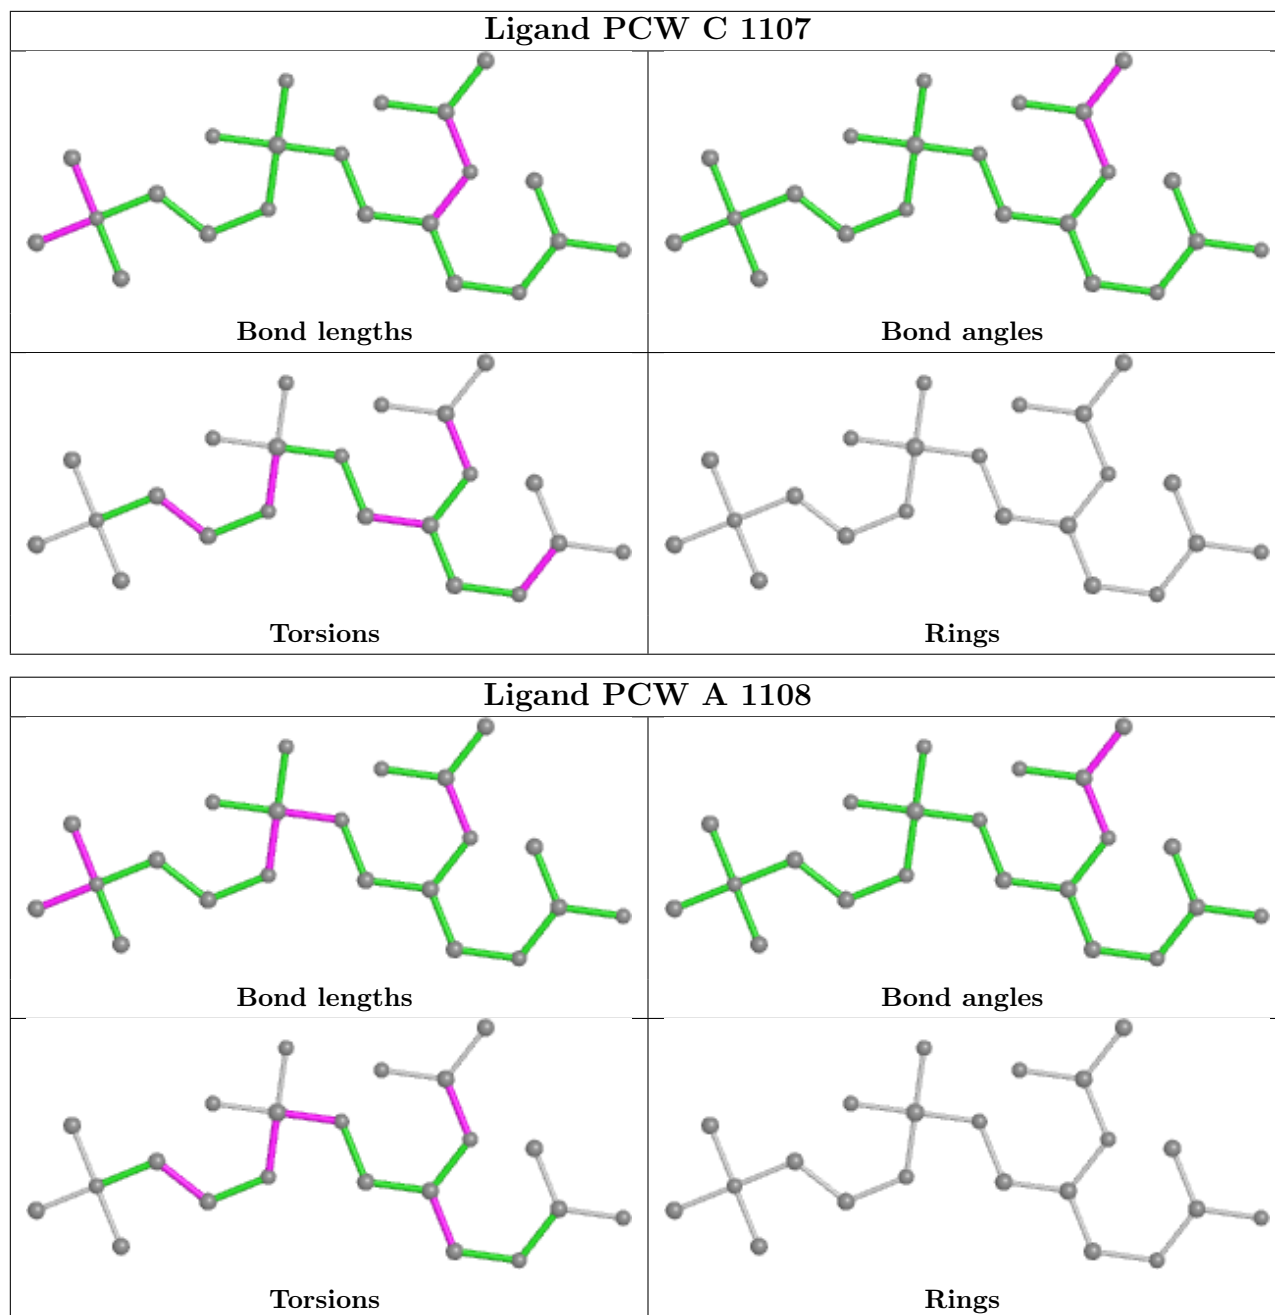 Ligand PCW C 1107
Bond lengths
Bond angles
Torsions
Rings
Ligand PCW A 1108
Bond lengths
Bond angles
Torsions
Rings